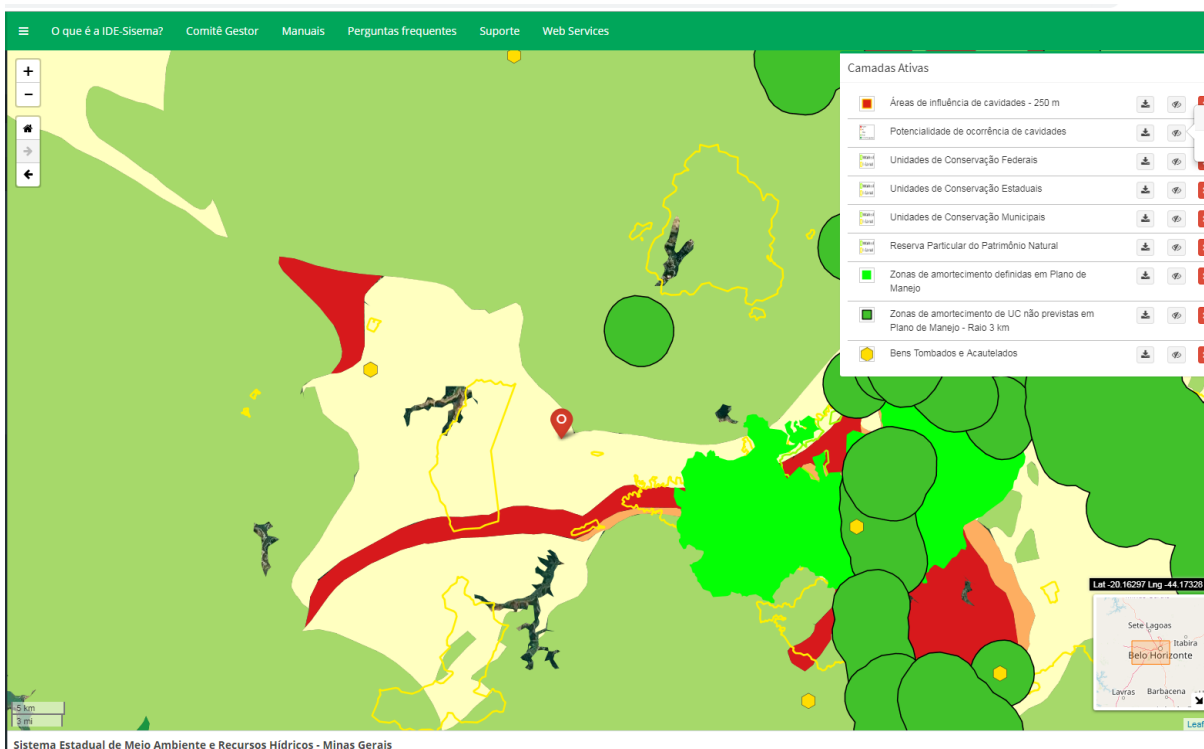 O que é a IDE-Sisema? Comitê Gestor Manuais Perguntas frequentes Suporte Web Services
+
−
Camadas Ativas
Áreas de influência de cavidades - 250 m
Potencialidade de ocorrência de cavidades
Unidades de Conservação Federais
Unidades de Conservação Estaduais
Unidades de Conservação Municipais
Reserva Particular do Patrimônio Natural
Zonas de amortecimento definidas em Plano de
Manejo
Zonas de amortecimento de UC não previstas em
Plano de Manejo - Raio 3 km
Bens Tombados e Acautelados
Lat -20.16297 Lng -44.17328
Sete Lagoas
Itabira
Belo Horizonte
Lavras
Barbacena
5 km
3 mi
Leaf
Sistema Estadual de Meio Ambiente e Recursos Hídricos - Minas Gerais